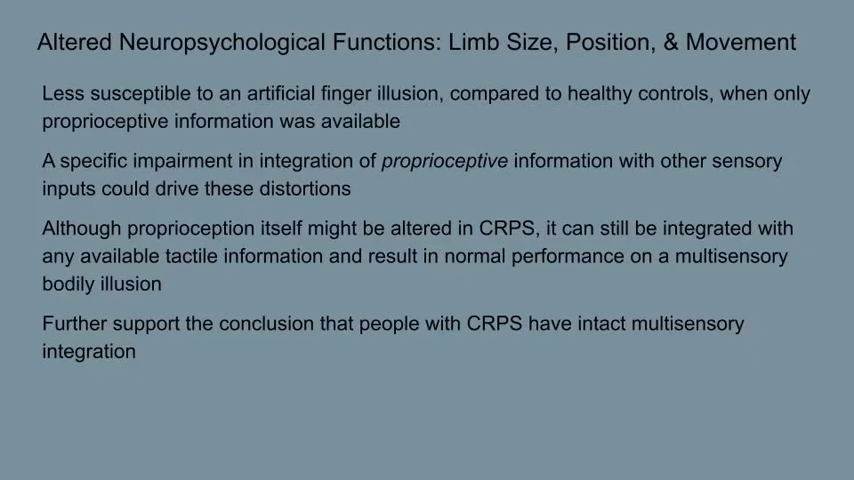 Altered Neuropsychological Functions: Limb Size, Position, & Movement
Less susceptible to an artificial finger illusion, compared to healthy controls, when only
proprioceptive information was available
A specific impairment in integration of proprioceptive information with other sensory
inputs could drive these distortions
Although proprioception itself might be altered in CRPS, it can still be integrated with
any available tactile information and result in normal performance on a multisensory
bodily illusion
Further support the conclusion that people with CRPS have intact multisensory
integration